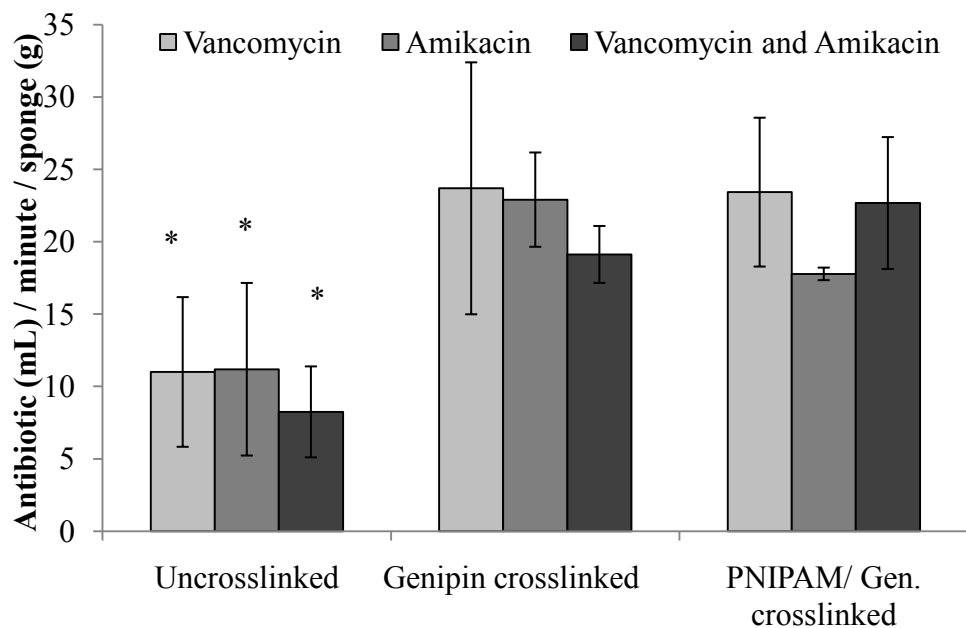 Antibiotic (mL) / minute / sponge (g)
35
30
25
20
15
10
5
0
Vancomycin Amikacin Vancomycin and Amikacin
* * *
Uncrosslinked Genipin crosslinked PNIPAM/ Gen.
crosslinked